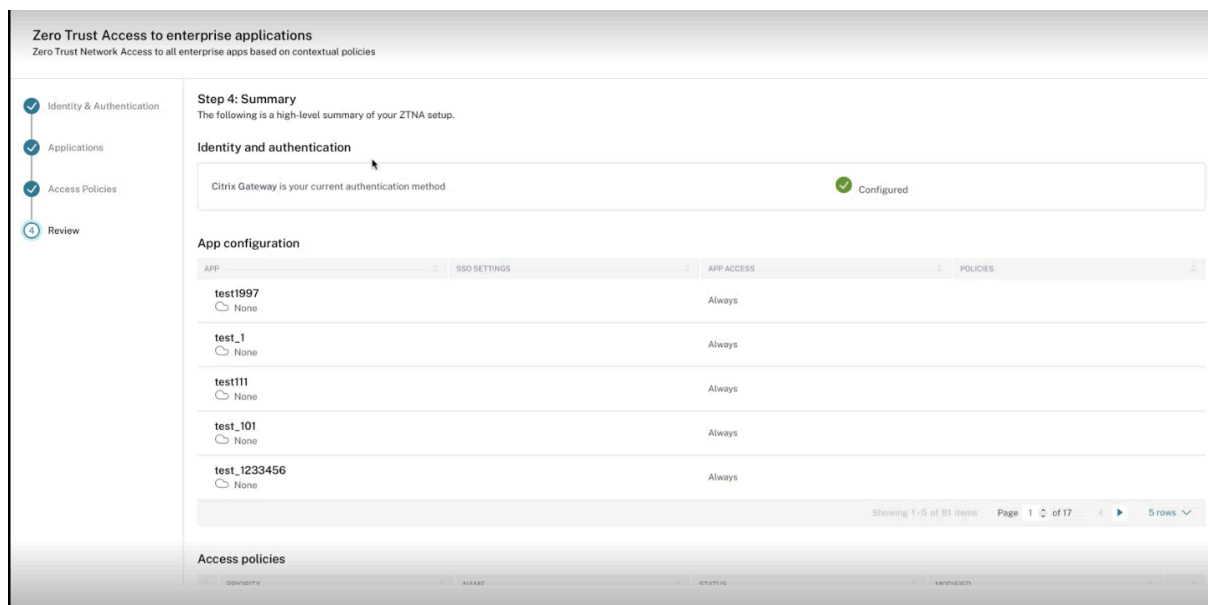 Zero Trust Access to enterprise applications
Zero Trust Network Access to all enterprise apps based on contextual policies
Identity & Authentication
Applications
Access Policies
4 Review
Step 4: Summary
The following is a high-level summary of your ZTNA setup.
Identity and authentication
Citrix Gateway is your current authentication method Configured
App configuration
APP SSO SETTINGS APP ACCESS POLICIES
test1997
None Always
test_1
None Always
test111
None Always
test_101
None Always
test_1233456
None Always
Showing 1-5 of 81 items Page 1 of 17 5 rows
Access policies
PRIORITY NAME STATUS MODIFIED